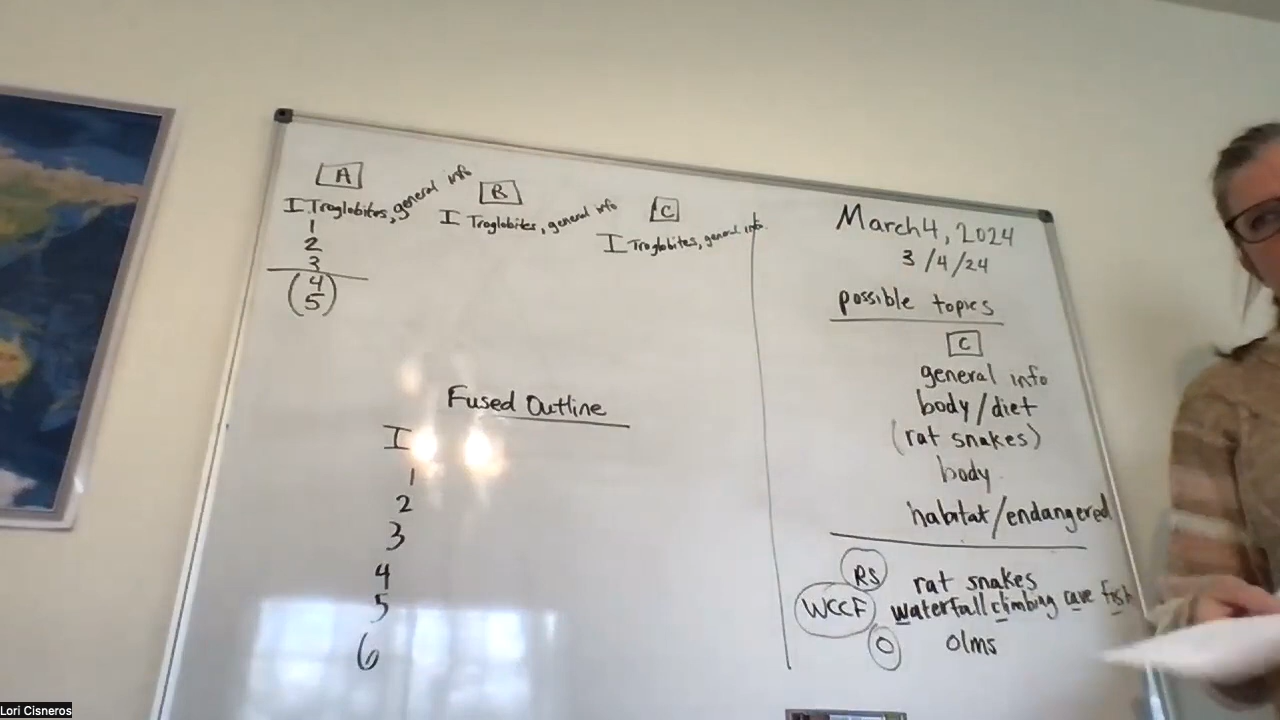 A
I Troglobites, general info
1
2
3
(4
5)
B
I Troglobites, general info
C
I Troglobites, general info.
Fused Outline
I
1
2
3
4
5
6
March 4, 2024
3/4/24
possible topics
C
general info
body/diet
(rat snakes)
body
habitat/endangered
RS rat snakes
WCCF waterfall climbing cave fish
O olms
Lori Cisneros